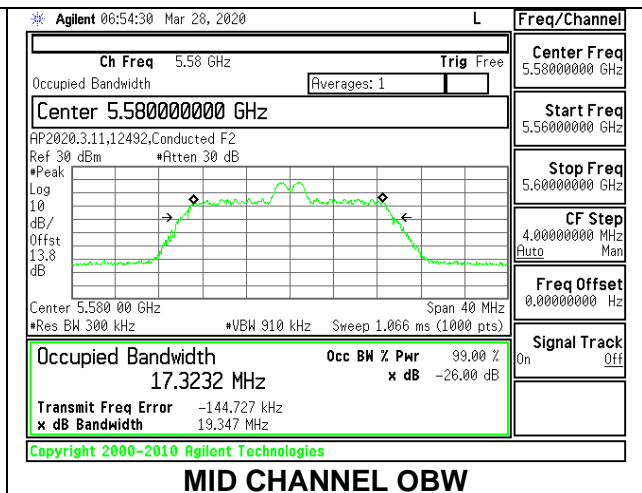 Agilent 06:54:30 Mar 28, 2020 L Freq/Channel
Ch Freq 5.58 GHz Trig Free
Occupied Bandwidth Averages: 1
Center 5.580000000 GHz
AP2020.3.11,12492,Conducted F2
Ref 30 dBm #Atten 30 dB
#Peak
Log
10
dB/
Offst
13.8
dB
Center 5.580 00 GHz Span 40 MHz
#Res BW 300 kHz #VBW 910 kHz Sweep 1.066 ms (1000 pts)
Occupied Bandwidth Occ BW % Pwr 99.00 %
17.3232 MHz x dB -26.00 dB
Transmit Freq Error -144.727 kHz
x dB Bandwidth 19.347 MHz
Copyright 2000-2010 Agilent Technologies
Center Freq
5.58000000 GHz
Start Freq
5.56000000 GHz
Stop Freq
5.60000000 GHz
CF Step
4.00000000 MHz
Auto Man
Freq Offset
0.00000000 Hz
Signal Track
On Off
MID CHANNEL OBW